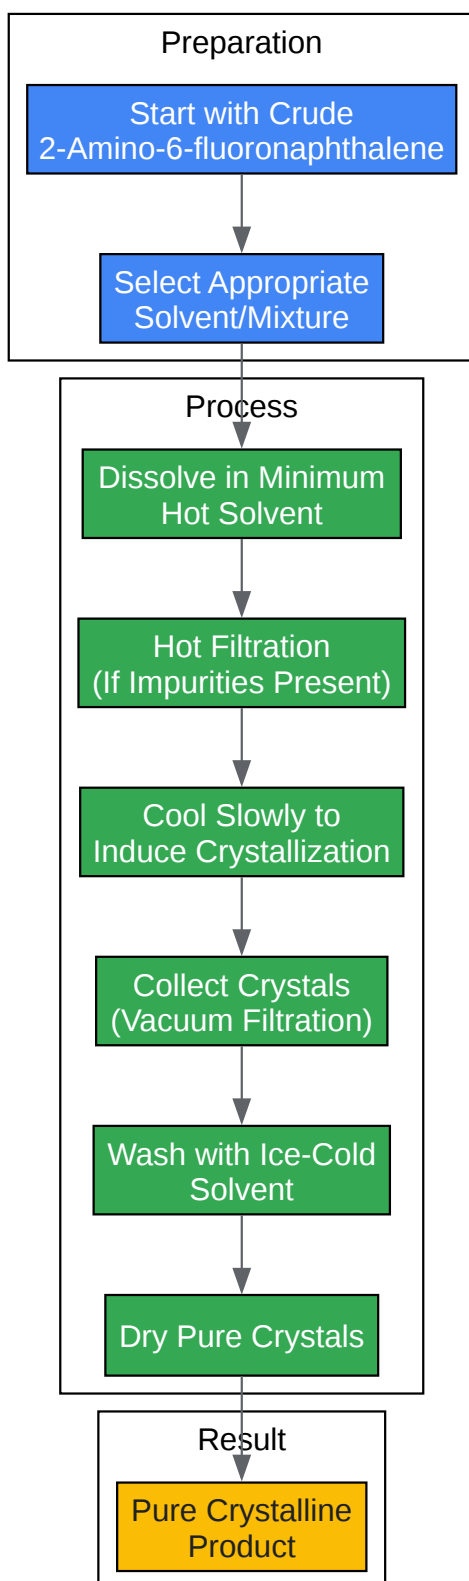 Preparation
Start with Crude
2-Amino-6-fluoronaphthalene
Select Appropriate
Solvent/Mixture
Process
Dissolve in Minimum
Hot Solvent
Hot Filtration
(If Impurities Present)
Cool Slowly to
Induce Crystallization
Collect Crystals
(Vacuum Filtration)
Wash with Ice-Cold
Solvent
Dry Pure Crystals
Result
Pure Crystalline
Product